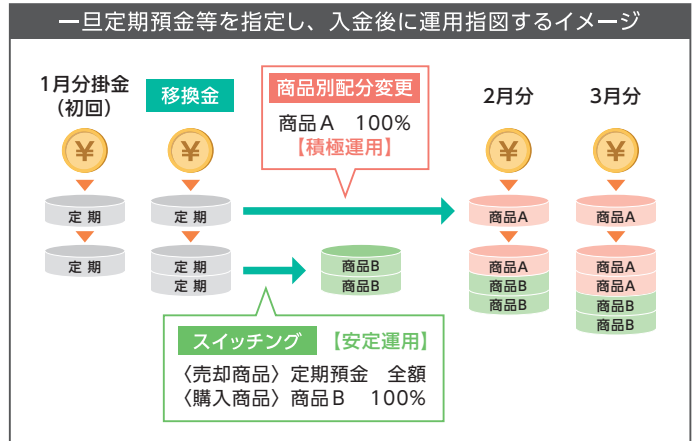 一旦定期預金等を指定し、入金後に運用指図するイメージ
1月分掛金
(初回)
移換金
商品別配分変更
商品A 100%
【積極運用】
2月分
3月分
¥
¥
¥
¥
定期
定期
商品A
商品A
定期
定期
定期
商品B
商品B
商品A
商品B
商品B
商品A
商品A
商品B
商品B
スイッチング 【安定運用】
〈売却商品〉定期預金 全額
〈購入商品〉商品B 100%